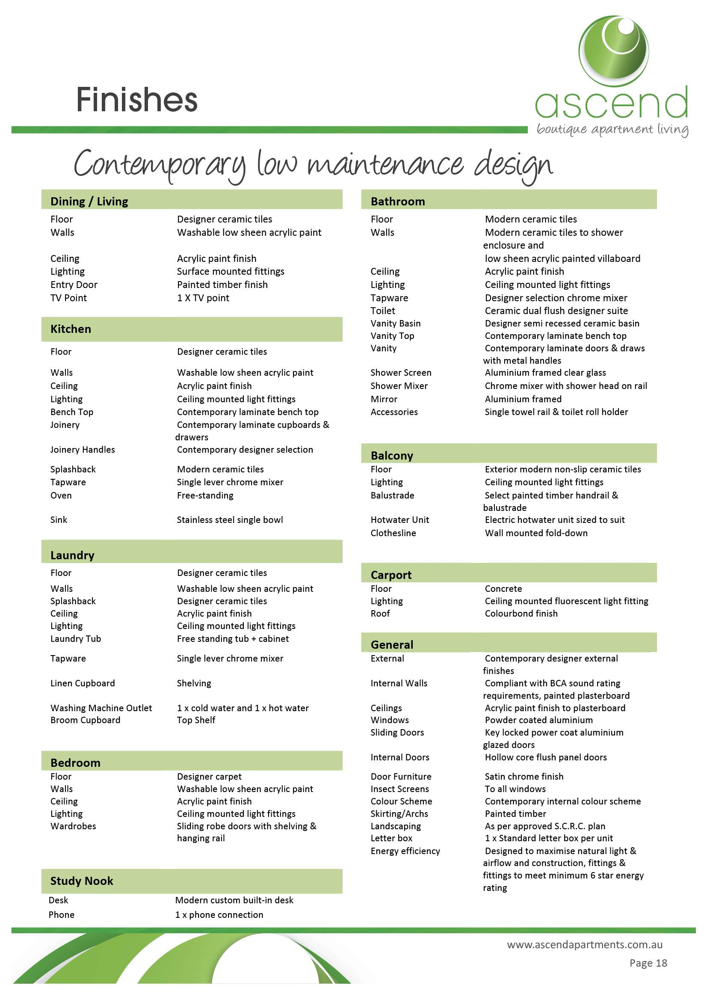 ascend
boutique apartment living
Finishes
Contemporary low maintenance design
Dining / Living
Floor Designer ceramic tiles
Walls Washable low sheen acrylic paint
Ceiling Acrylic paint finish
Lighting Surface mounted fittings
Entry Door Painted timber finish
TV Point 1 X TV point
Kitchen
Floor Designer ceramic tiles
Walls Washable low sheen acrylic paint
Ceiling Acrylic paint finish
Lighting Ceiling mounted light fittings
Bench Top Contemporary laminate bench top
Joinery Contemporary laminate cupboards &
drawers
Joinery Handles Contemporary designer selection
Splashback Modern ceramic tiles
Tapware Single lever chrome mixer
Oven Free-standing
Sink Stainless steel single bowl
Laundry
Floor Designer ceramic tiles
Walls Washable low sheen acrylic paint
Splashback Designer ceramic tiles
Ceiling Acrylic paint finish
Lighting Ceiling mounted light fittings
Laundry Tub Free standing tub + cabinet
Tapware Single lever chrome mixer
Linen Cupboard Shelving
Washing Machine Outlet 1 x cold water and 1 x hot water
Broom Cupboard Top Shelf
Bedroom
Floor Designer carpet
Walls Washable low sheen acrylic paint
Ceiling Acrylic paint finish
Lighting Ceiling mounted light fittings
Wardrobes Sliding robe doors with shelving &
hanging rail
Study Nook
Desk Modern custom built-in desk
Phone 1 x phone connection
Bathroom
Floor Modern ceramic tiles
Walls Modern ceramic tiles to shower
enclosure and
low sheen acrylic painted villaboard
Ceiling Acrylic paint finish
Lighting Ceiling mounted light fittings
Tapware Designer selection chrome mixer
Toilet Ceramic dual flush designer suite
Vanity Basin Designer semi recessed ceramic basin
Vanity Top Contemporary laminate bench top
Vanity Contemporary laminate doors & draws
with metal handles
Shower Screen Aluminium framed clear glass
Shower Mixer Chrome mixer with shower head on rail
Mirror Aluminium framed
Accessories Single towel rail & toilet roll holder
Balcony
Floor Exterior modern non-slip ceramic tiles
Lighting Ceiling mounted light fittings
Balustrade Select painted timber handrail &
balustrade
Hotwater Unit Electric hotwater unit sized to suit
Clothesline Wall mounted fold-down
Carport
Floor Concrete
Lighting Ceiling mounted fluorescent light fitting
Roof Colourbond finish
General
External Contemporary designer external
finishes
Internal Walls Compliant with BCA sound rating
requirements, painted plasterboard
Ceilings Acrylic paint finish to plasterboard
Windows Powder coated aluminium
Sliding Doors Key locked power coat aluminium
glazed doors
Internal Doors Hollow core flush panel doors
Door Furniture Satin chrome finish
Insect Screens To all windows
Colour Scheme Contemporary internal colour scheme
Skirting/Archs Painted timber
Landscaping As per approved S.C.R.C. plan
Letter box 1 x Standard letter box per unit
Energy efficiency Designed to maximise natural light &
airflow and construction, fittings &
fittings to meet minimum 6 star energy
rating
www.ascendapartments.com.au
Page 18